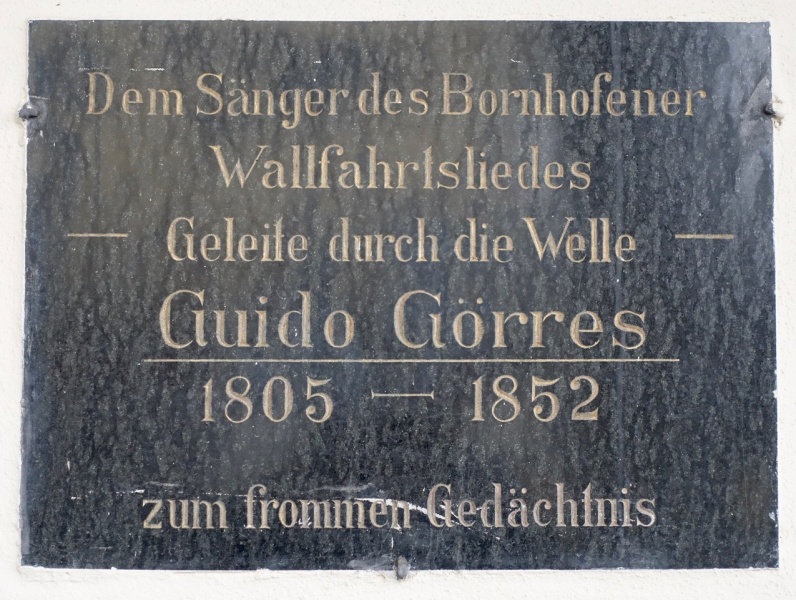 Dem Sänger des Bornhofener
Wallfahrtsliedes
— Geleite durch die Welle —
Guido Görres
1805 — 1852
zum frommen Gedächtnis